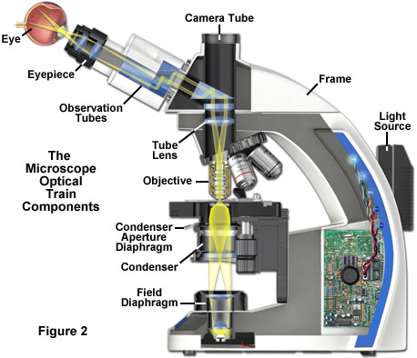 Camera Tube
Eye
Eyepiece
Frame
Observation
Tubes
Light
Source
Tube
Lens
The
Microscope
Optical
Train
Components
Objective
Condenser
Aperture
Diaphragm
Condenser
Field
Diaphragm
Figure 2